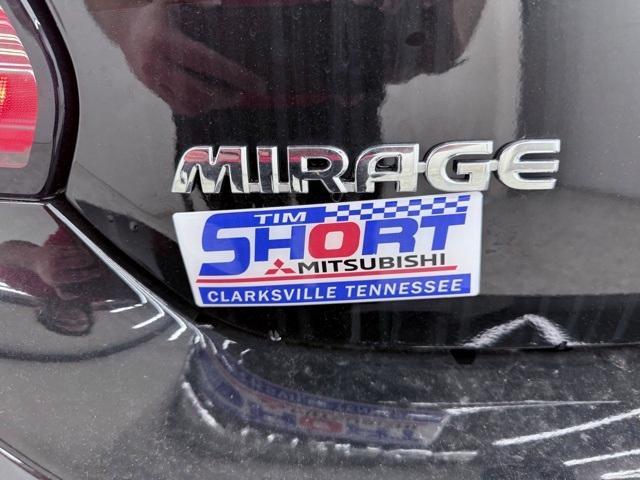 MIRAGE
TIM
SHORT
MITSUBISHI
CLARKSVILLE TENNESSEE